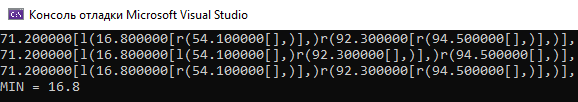 Консоль отладки Microsoft Visual Studio
71.200000[l(16.800000[r(54.100000[],)],)r(92.300000[r(94.500000[],)],)],
71.200000[l(16.800000[r(54.100000[],)r(92.300000[],)],)r(94.500000[],)],
71.200000[l(16.800000[r(54.100000[],)],)r(92.300000[r(94.500000[],)],)],
MIN = 16.8